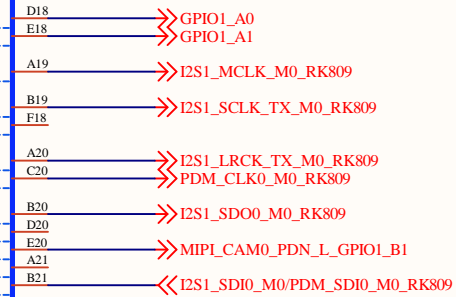 D18 GPIO1_A0
E18 GPIO1_A1
A19 I2S1_MCLK_M0_RK809
B19 I2S1_SCLK_TX_M0_RK809
F18
A20 I2S1_LRCK_TX_M0_RK809
C20 PDM_CLK0_M0_RK809
B20 I2S1_SDO0_M0_RK809
D20
E20 MIPI_CAM0_PDN_L_GPIO1_B1
A21
B21 I2S1_SDI0_M0/PDM_SDI0_M0_RK809